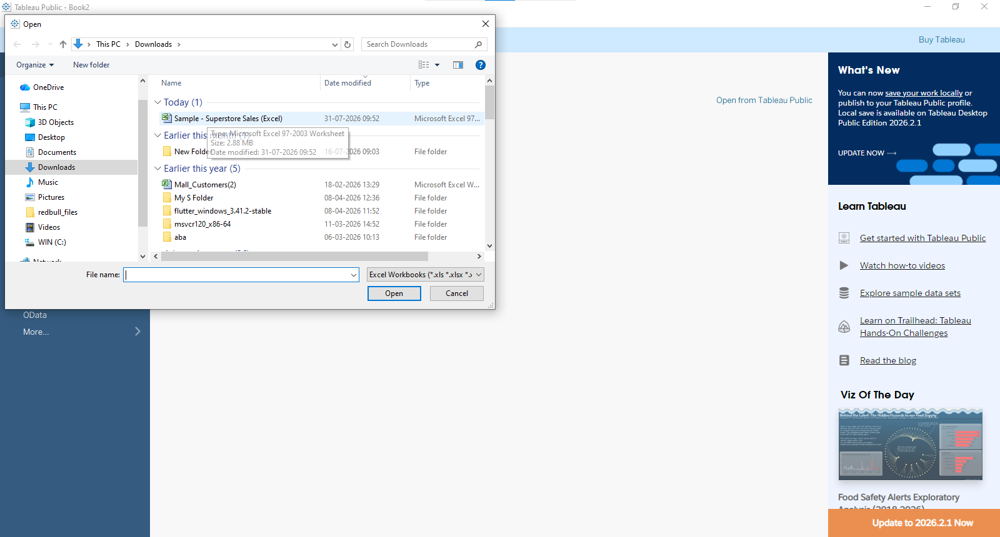 Tableau Public - Book2
Open
This PC
Downloads
Search Downloads
Organize
New folder
OneDrive
This PC
3D Objects
Desktop
Documents
Downloads
Music
Pictures
redbull_files
Videos
WIN (C:)
Network
Name
Date modified
Type
Today (1)
Sample - Superstore Sales (Excel)
31-07-2026 09:52
Microsoft Excel 97...
Earlier this month (1)
Type: Microsoft Excel 97-2003 Worksheet
Size: 2.88 MB
Date modified: 31-07-2026 09:52
New Folder
16-07-2026 09:03
File folder
Earlier this year (5)
Mall_Customers(2)
18-02-2026 13:29
Microsoft Excel W...
My S Folder
08-04-2026 12:36
File folder
flutter_windows_3.41.2-stable
08-04-2026 11:52
File folder
msvcr120_x86-64
11-03-2026 14:52
File folder
aba
06-03-2026 10:13
File folder
File name:
Excel Workbooks (*.xls *.xlsx *.x
Open
Cancel
OData
More...
Buy Tableau
Open from Tableau Public
What's New
You can now save your work locally or
publish to your Tableau Public profile.
Local save is available on Tableau Desktop
Public Edition 2026.2.1
UPDATE NOW
Learn Tableau
Get started with Tableau Public
Watch how-to videos
Explore sample data sets
Learn on Trailhead: Tableau
Hands-On Challenges
Read the blog
Viz Of The Day
Behind the Label: The Hidden Hazards in our Food Supply
Food Safety Alerts Exploratory
Analysis (2018-2026)
Update to 2026.2.1 Now